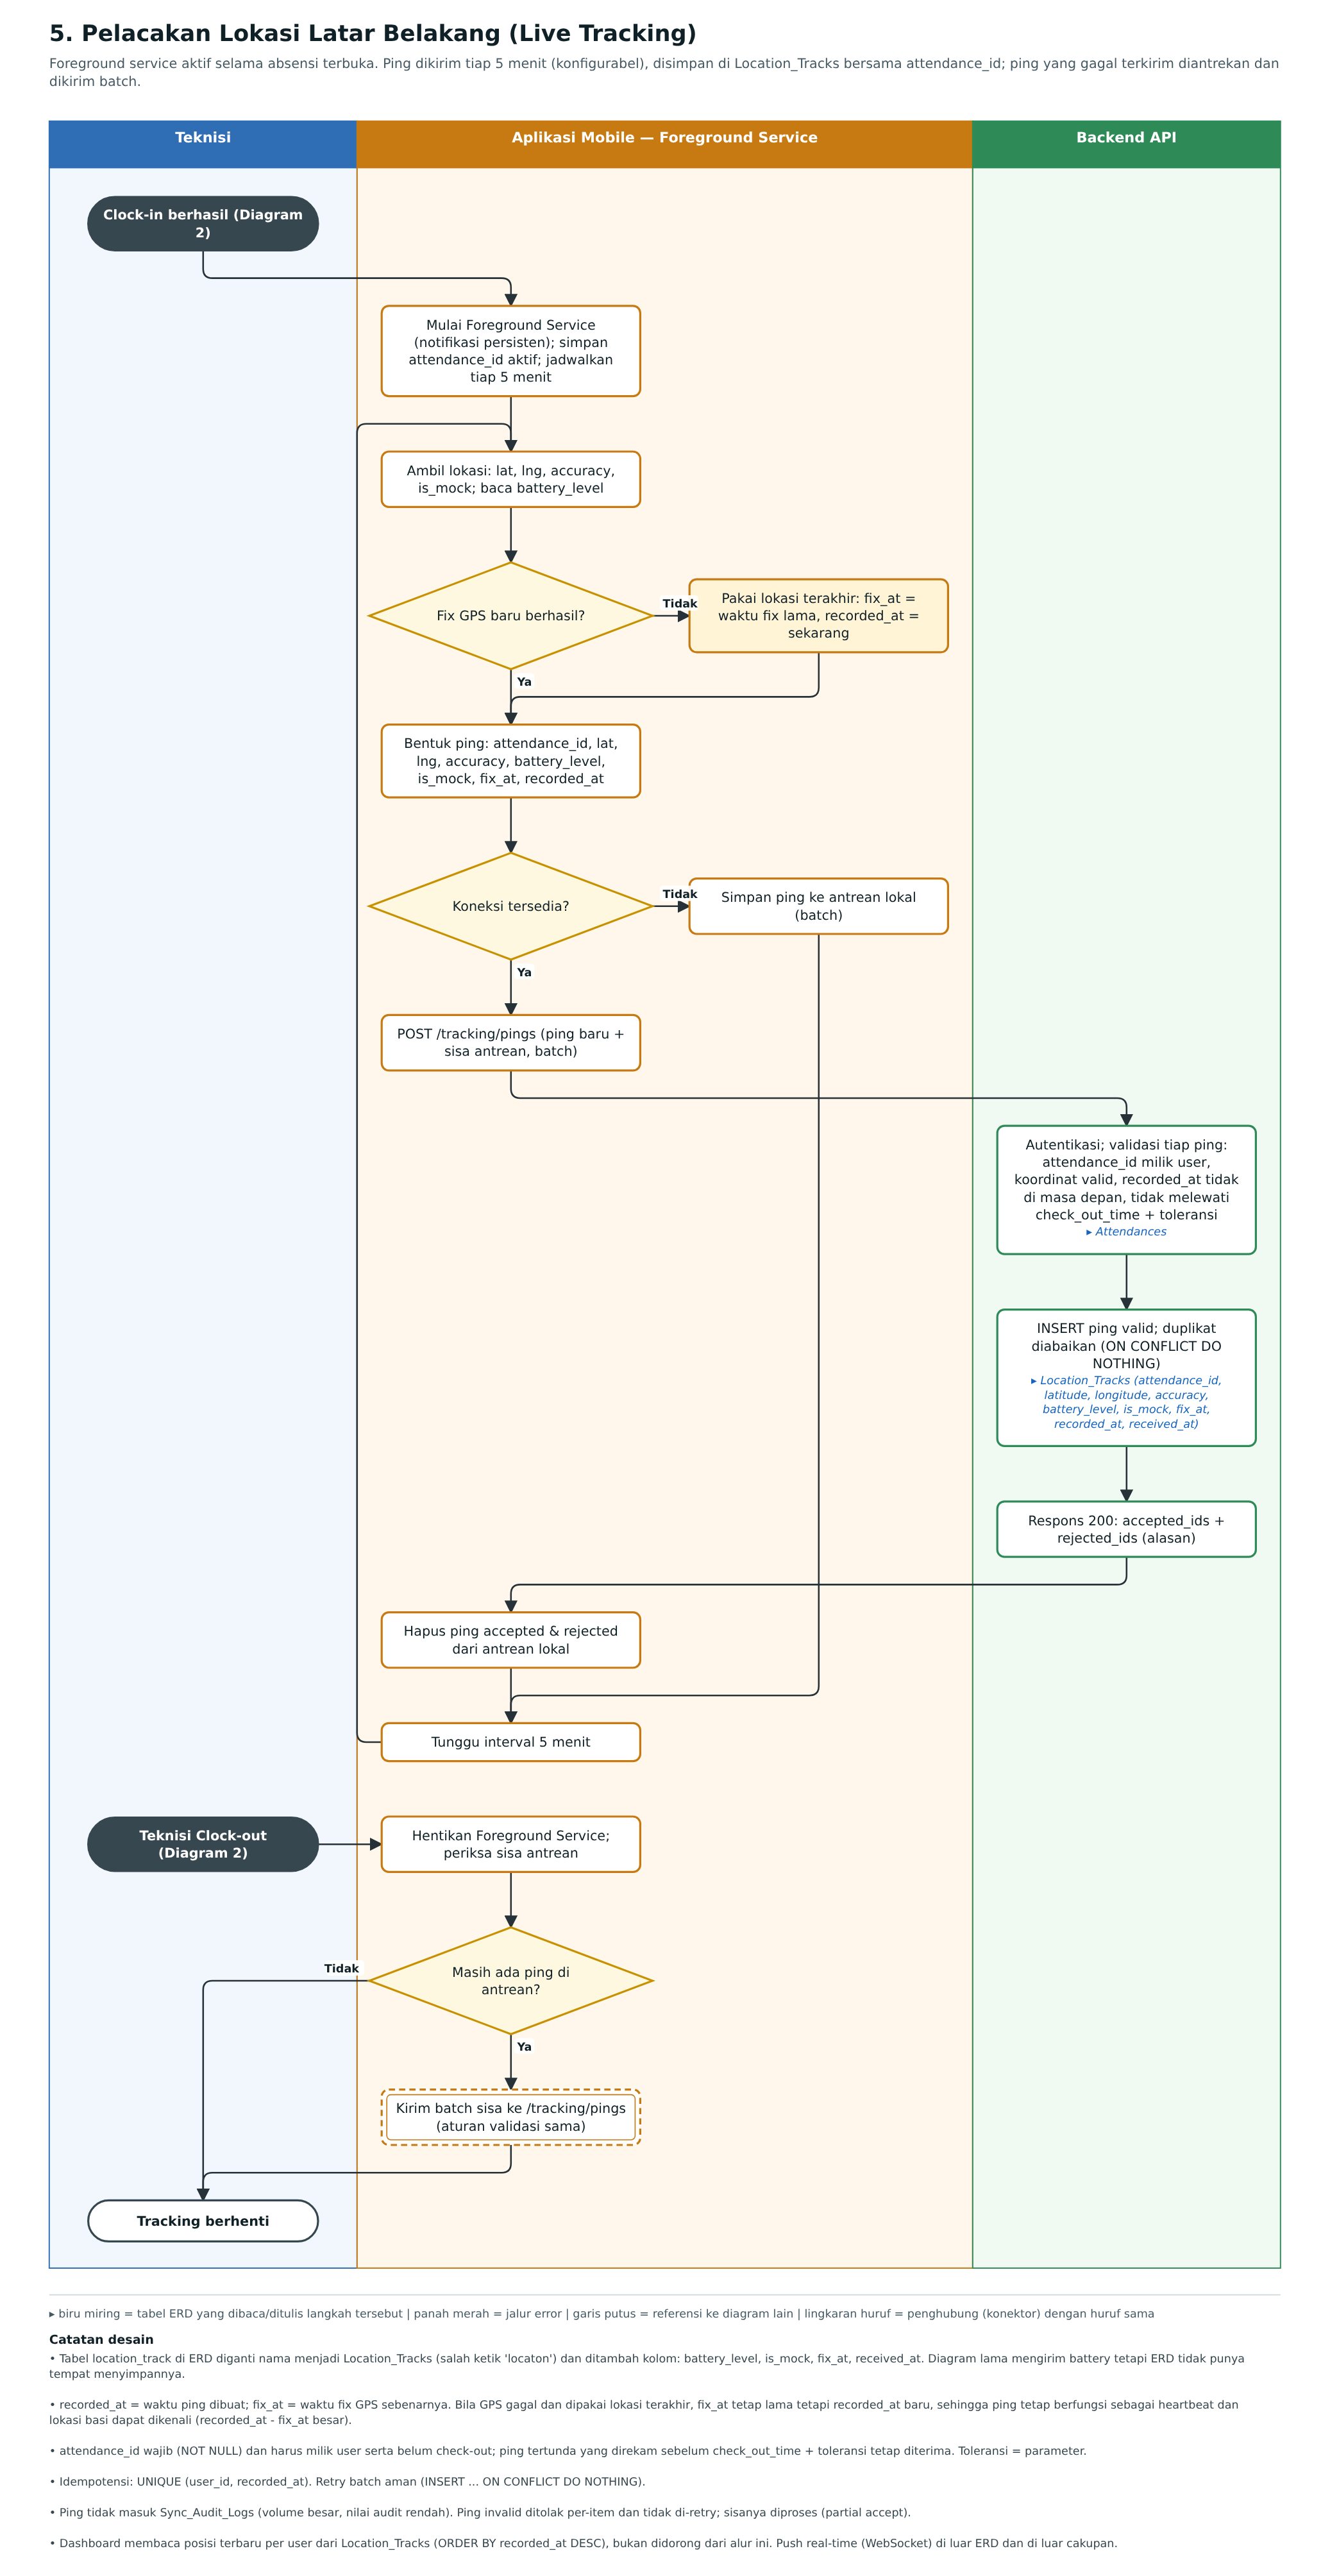 5. Pelacakan Lokasi Latar Belakang (Live Tracking)
Foreground service aktif selama absensi terbuka. Ping dikirim tiap 5 menit (konfigurabel), disimpan di Location_Tracks bersama attendance_id; ping yang gagal terkirim diantrekan dan
dikirim batch.
Teknisi
Aplikasi Mobile — Foreground Service
Backend API
Clock-in berhasil (Diagram
2)
Mulai Foreground Service
(notifikasi persisten); simpan
attendance_id aktif; jadwalkan
tiap 5 menit
Ambil lokasi: lat, lng, accuracy,
is_mock; baca battery_level
Fix GPS baru berhasil?
Tidak
Pakai lokasi terakhir: fix_at =
waktu fix lama, recorded_at =
sekarang
Ya
Bentuk ping: attendance_id, lat,
lng, accuracy, battery_level,
is_mock, fix_at, recorded_at
Koneksi tersedia?
Tidak
Simpan ping ke antrean lokal
(batch)
Ya
POST /tracking/pings (ping baru +
sisa antrean, batch)
Autentikasi; validasi tiap ping:
attendance_id milik user,
koordinat valid, recorded_at tidak
di masa depan, tidak melewati
check_out_time + toleransi
▸ Attendances
INSERT ping valid; duplikat
diabaikan (ON CONFLICT DO
NOTHING)
▸ Location_Tracks (attendance_id,
latitude, longitude, accuracy,
battery_level, is_mock, fix_at,
recorded_at, received_at)
Respons 200: accepted_ids +
rejected_ids (alasan)
Hapus ping accepted & rejected
dari antrean lokal
Tunggu interval 5 menit
Teknisi Clock-out
(Diagram 2)
Hentikan Foreground Service;
periksa sisa antrean
Masih ada ping di
antrean?
Tidak
Ya
Kirim batch sisa ke /tracking/pings
(aturan validasi sama)
Tracking berhenti
▸ biru miring = tabel ERD yang dibaca/ditulis langkah tersebut | panah merah = jalur error | garis putus = referensi ke diagram lain | lingkaran huruf = penghubung (konektor) dengan huruf sama
Catatan desain
• Tabel location_track di ERD diganti nama menjadi Location_Tracks (salah ketik 'locaton') dan ditambah kolom: battery_level, is_mock, fix_at, received_at. Diagram lama mengirim battery tetapi ERD tidak punya
tempat menyimpannya.
• recorded_at = waktu ping dibuat; fix_at = waktu fix GPS sebenarnya. Bila GPS gagal dan dipakai lokasi terakhir, fix_at tetap lama tetapi recorded_at baru, sehingga ping tetap berfungsi sebagai heartbeat dan
lokasi basi dapat dikenali (recorded_at - fix_at besar).
• attendance_id wajib (NOT NULL) dan harus milik user serta belum check-out; ping tertunda yang direkam sebelum check_out_time + toleransi tetap diterima. Toleransi = parameter.
• Idempotensi: UNIQUE (user_id, recorded_at). Retry batch aman (INSERT ... ON CONFLICT DO NOTHING).
• Ping tidak masuk Sync_Audit_Logs (volume besar, nilai audit rendah). Ping invalid ditolak per-item dan tidak di-retry; sisanya diproses (partial accept).
• Dashboard membaca posisi terbaru per user dari Location_Tracks (ORDER BY recorded_at DESC), bukan didorong dari alur ini. Push real-time (WebSocket) di luar ERD dan di luar cakupan.